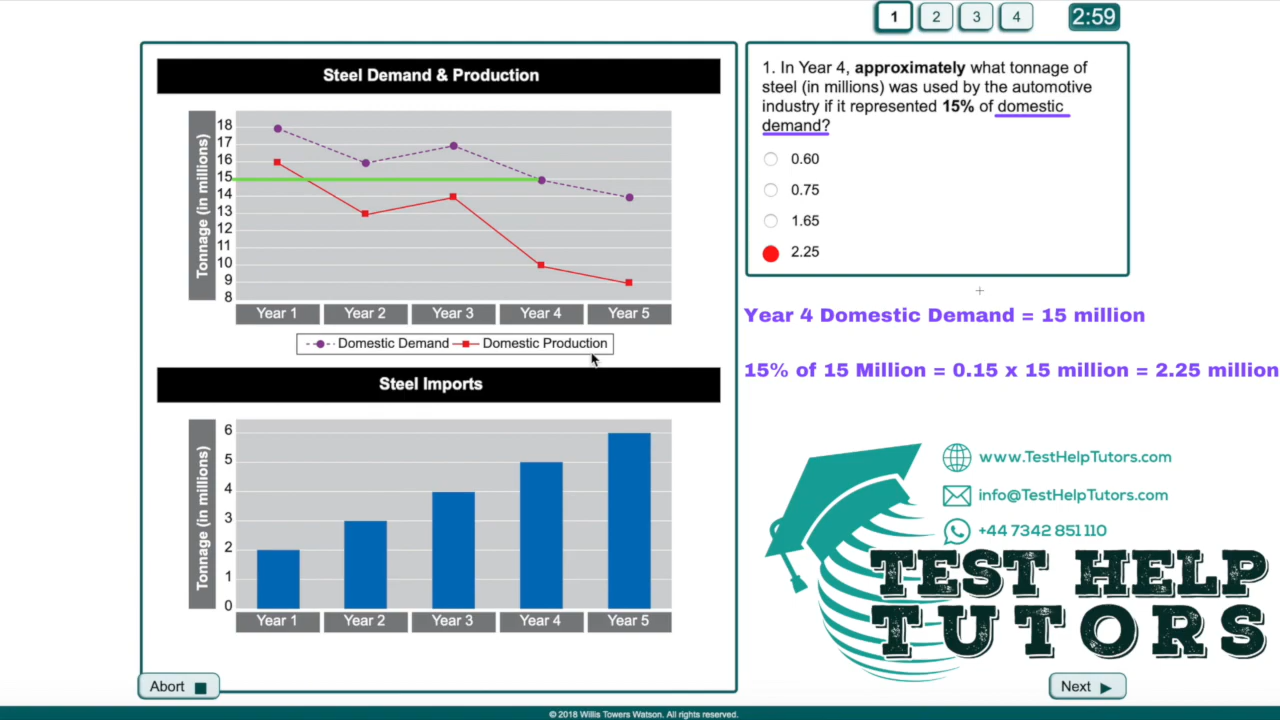 1 2 3 4 2:59
Steel Demand & Production
Tonnage (in millions)
18
17
16
15
14
13
12
11
10
9
8
Year 1 Year 2 Year 3 Year 4 Year 5
Domestic Demand Domestic Production
Steel Imports
Tonnage (in millions)
6
5
4
3
2
1
0
Year 1 Year 2 Year 3 Year 4 Year 5
Abort
1. In Year 4, approximately what tonnage of
steel (in millions) was used by the automotive
industry if it represented 15% of domestic
demand?
0.60
0.75
1.65
2.25
Year 4 Domestic Demand = 15 million
15% of 15 Million = 0.15 x 15 million = 2.25 million
www.TestHelpTutors.com
info@TestHelpTutors.com
+44 7342 851 110
TEST HELP
TUTORS
Next
© 2018 Willis Towers Watson. All rights reserved.